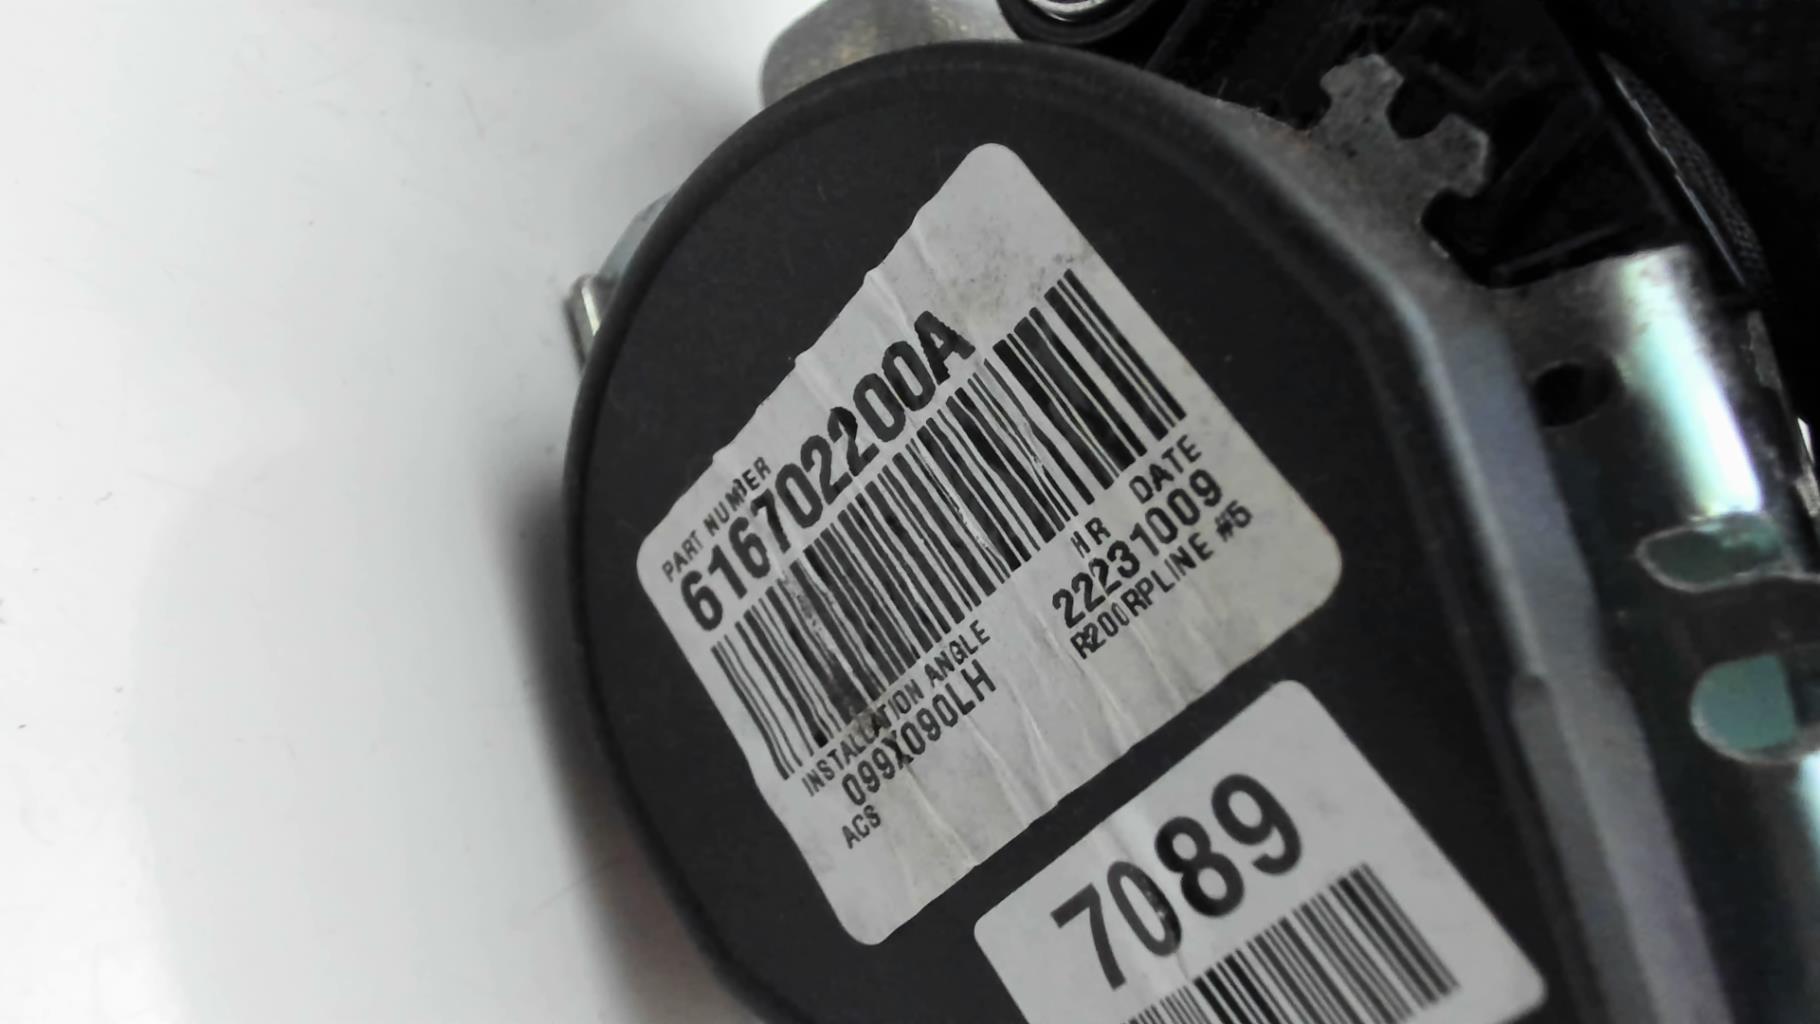 PART NUMBER
616702200A
INSTALLATION ANGLE
HR DATE
099X090LH
22231009
ACS
R200RPLINE #5
7089